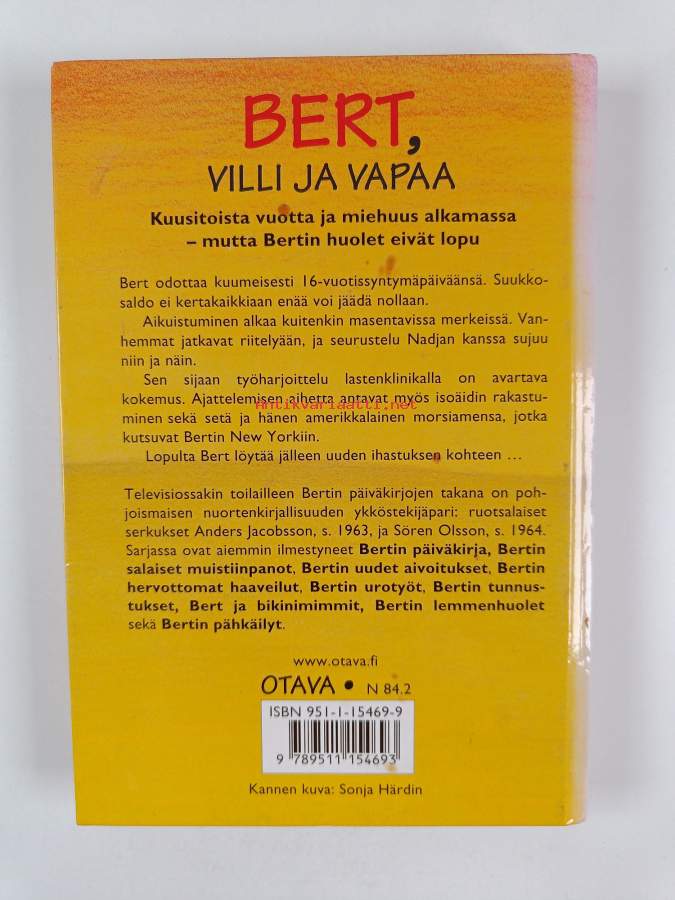 BERT,
VILLI JA VAPAA
Kuusitoista vuotta ja miehuus alkamassa
– mutta Bertin huolet eivät lopu
Bert odottaa kuumeisesti 16-vuotissyntymäpäiväänsä. Suukko-
saldo ei kertakaikkiaan enää voi jäädä nollaan.
Aikuistuminen alkaa kuitenkin masentavissa merkeissä. Van-
hemmat jatkavat riitelyään, ja seurustelu Nadjan kanssa sujuu
niin ja näin.
Sen sijaan työharjoittelu lastenklinikalla on avartava
kokemus. Ajattelemisen aihetta antavat myös isoäidin rakastu-
Antikvariaatti.net
minen sekä setä ja hänen amerikkalainen morsiamensa, jotka
kutsuvat Bertin New Yorkiin.
Lopulta Bert löytää jälleen uuden ihastuksen kohteen ...
Televisiossakin toilailleen Bertin päiväkirjojen takana on poh-
joismaisen nuortenkirjallisuuden ykköstekijäpari: ruotsalaiset
serkukset Anders Jacobsson, s. 1963, ja Sören Olsson, s. 1964.
Sarjassa ovat aiemmin ilmestyneet Bertin päiväkirja, Bertin
salaiset muistiinpanot, Bertin uudet aivoitukset, Bertin
hervottomat haaveilut, Bertin urotyöt, Bertin tunnus-
tukset, Bert ja bikinimimmit, Bertin lemmenhuolet
sekä Bertin pähkäilyt.
www.otava.fi
OTAVA • N 84.2
ISBN 951-1-15469-9
9 789511 154693
Kannen kuva: Sonja Härdin